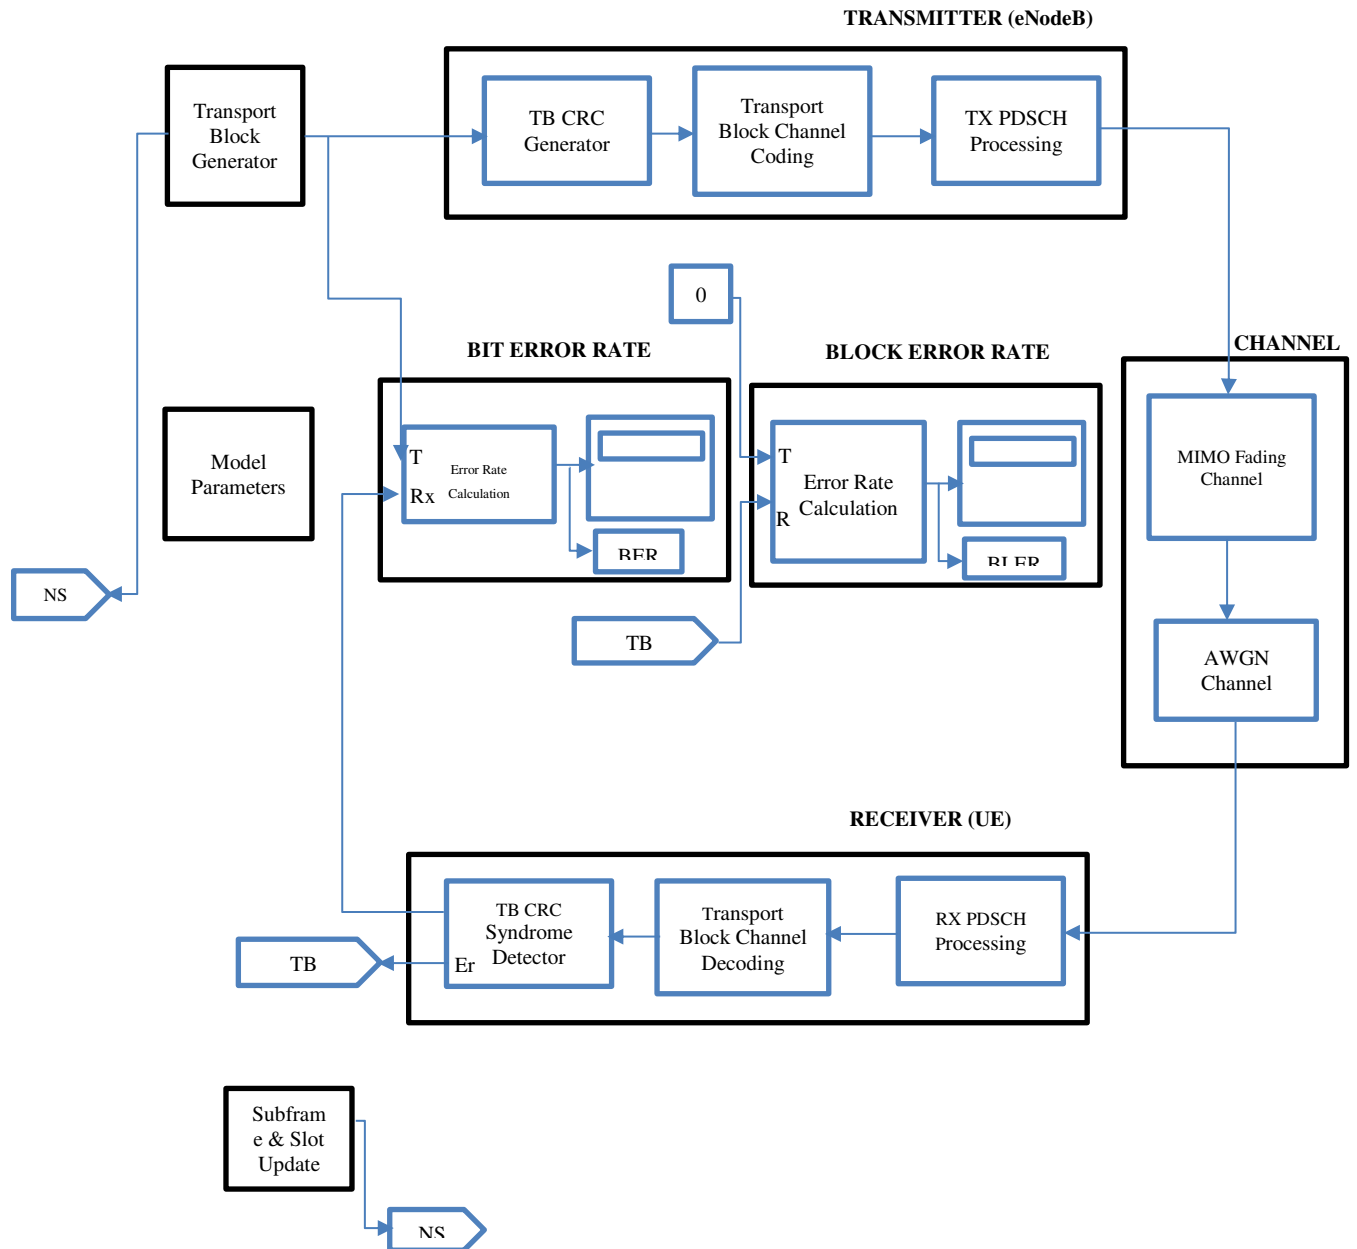 TRANSMITTER (eNodeB)
Transport
Block
Generator
TB CRC
Generator
Transport
Block Channel
Coding
TX PDSCH
Processing
0
BIT ERROR RATE
BLOCK ERROR RATE
CHANNEL
Model
Parameters
T
Rx
Error Rate
Calculation
BER
T
R
Error Rate
Calculation
BLER
MIMO Fading
Channel
NS
TB
AWGN
Channel
RECEIVER (UE)
TB CRC
Syndrome
Detector
Er
Transport
Block Channel
Decoding
RX PDSCH
Processing
TB
Subfram
e & Slot
Update
NS